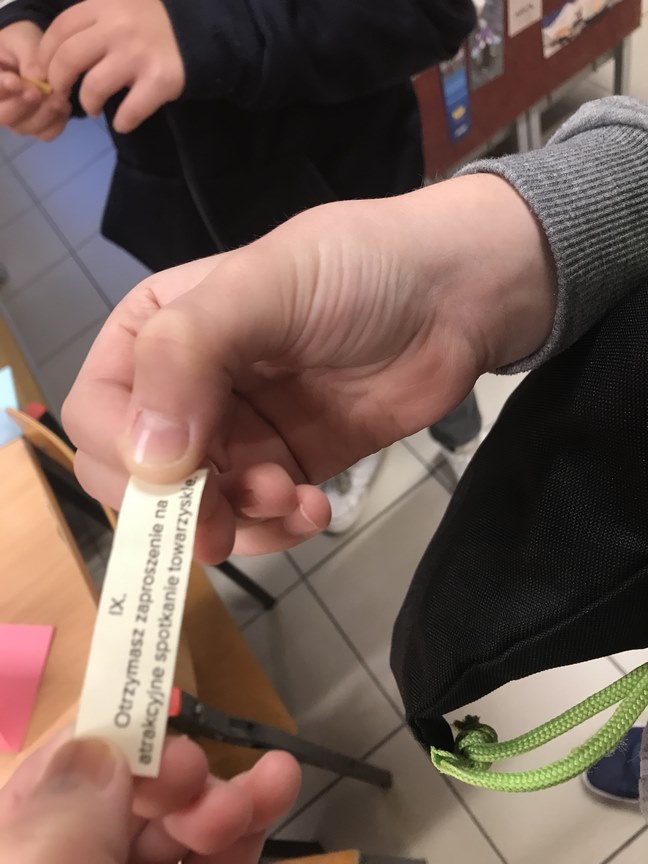 IX.
Otrzymasz zaproszenie na
atrakcyjne spotkanie towarzyskie.